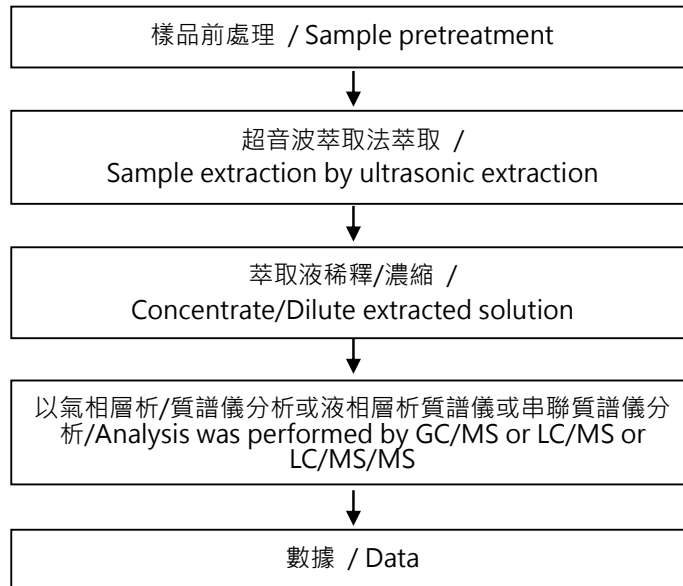 樣品前處理 / Sample pretreatment
超音波萃取法萃取 /
Sample extraction by ultrasonic extraction
萃取液稀釋/濃縮 /
Concentrate/Dilute extracted solution
以氣相層析/質譜儀分析或液相層析質譜儀或串聯質譜儀分
析/Analysis was performed by GC/MS or LC/MS or
LC/MS/MS
數據 / Data